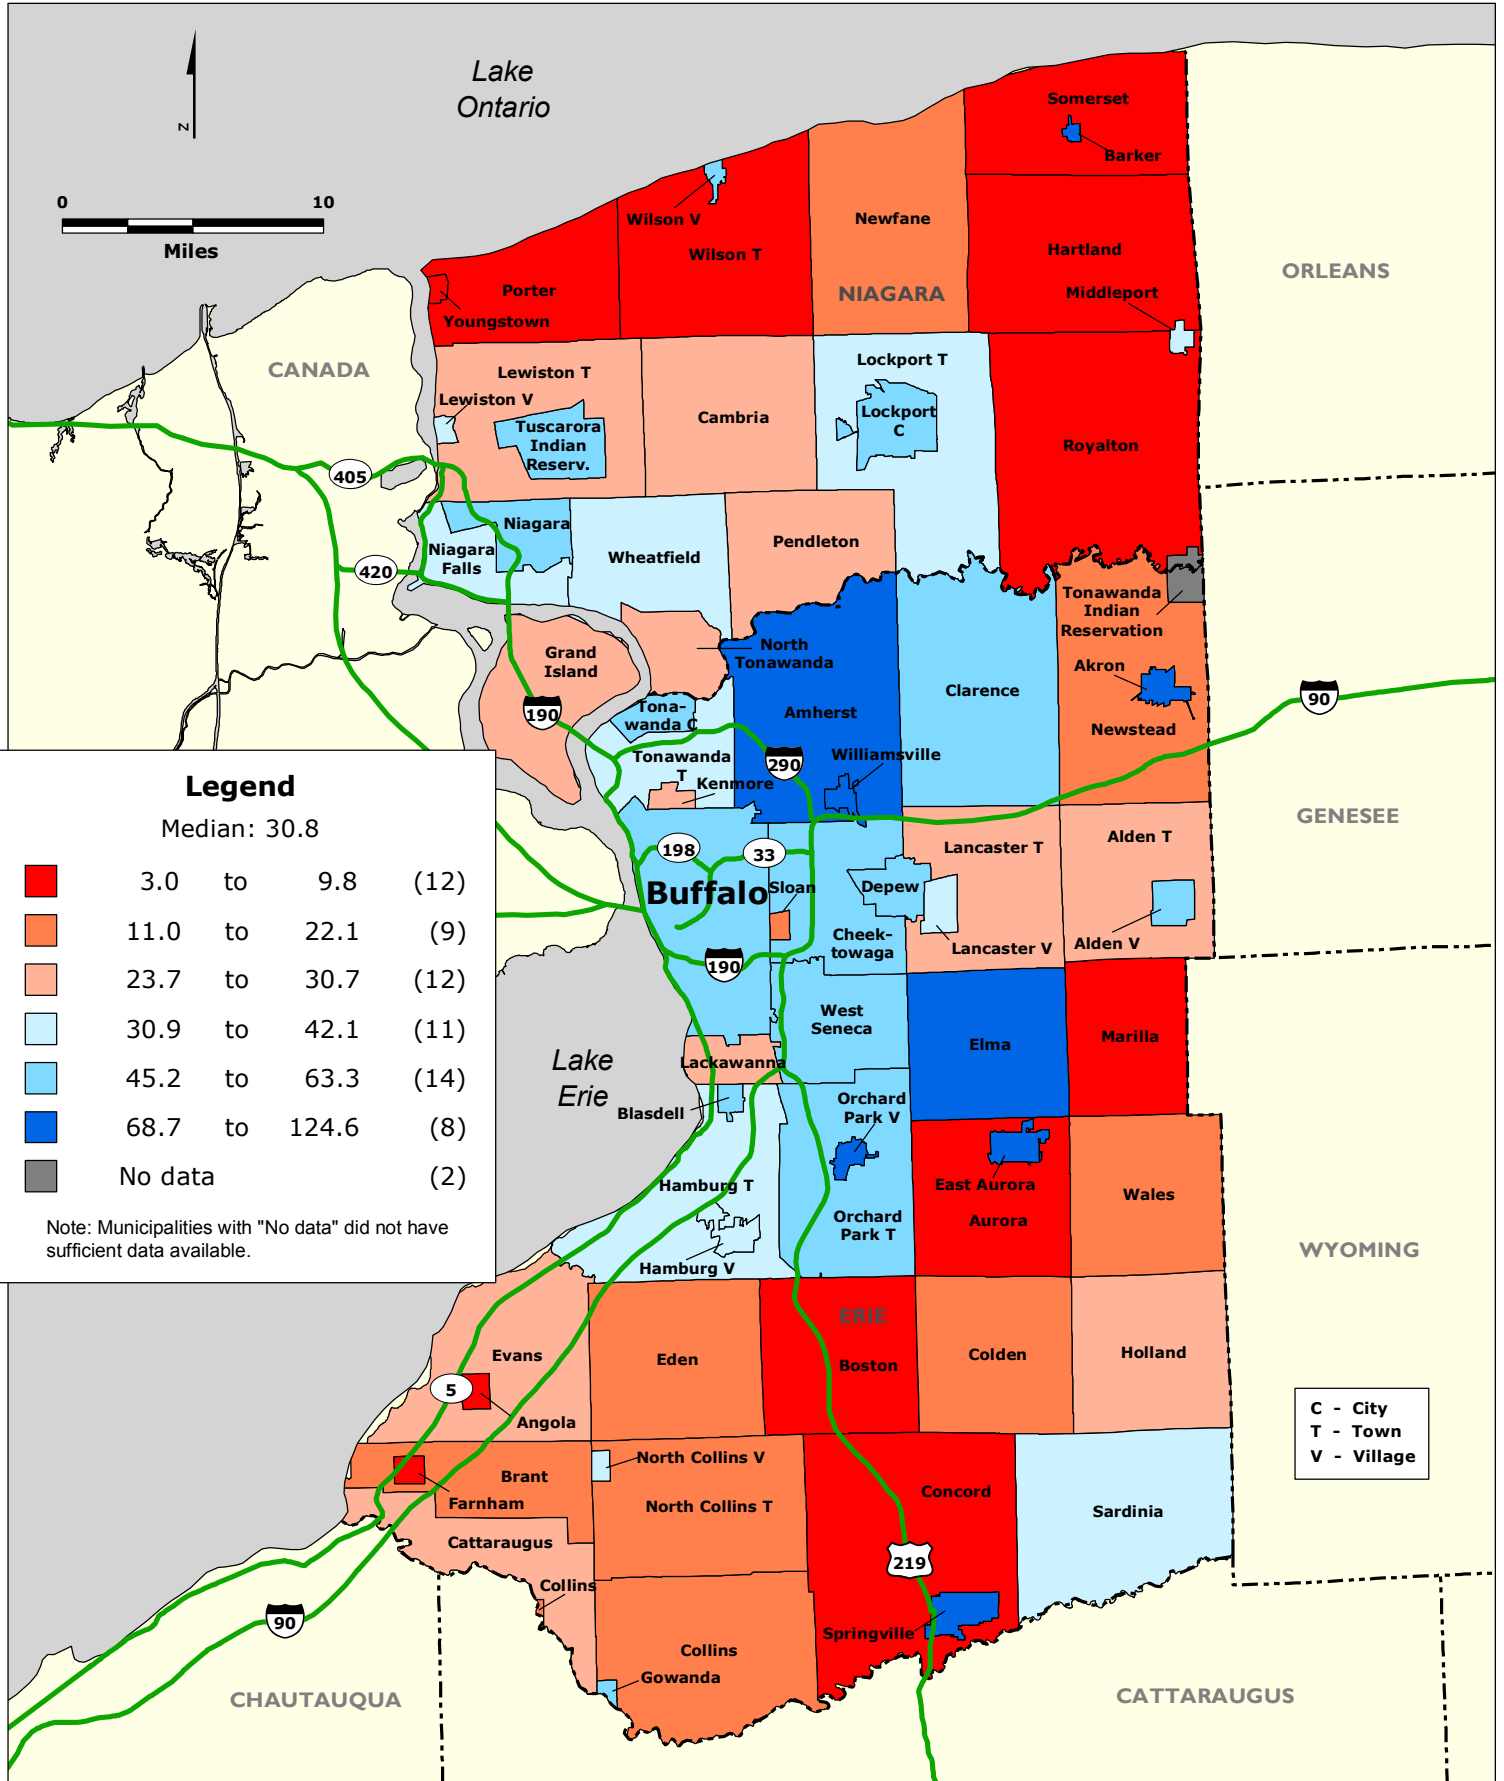 Lake
Ontario
Z
0 10
Miles
Somerset
Barker
Wilson V
Wilson T
Newfane
Hartland
Middleport
NIAGARA
Porter
Youngstown
ORLEANS
CANADA
Lewiston T
Lewiston V
Tuscarora
Indian
Reserv.
Cambria
Lockport T
Lockport
C
Royalton
405
420
Niagara
Niagara
Falls
Wheatfield
Pendleton
Tonawanda
Indian
Reservation
Grand
Island
North
Tonawanda
190
Tona-
wanda C
Amherst
Clarence
Akron
Newstead
90
Tonawanda
T
Kenmore
290
Williamsville
GENESEE
Legend
Median: 30.8
3.0 to 9.8 (12)
11.0 to 22.1 (9)
23.7 to 30.7 (12)
30.9 to 42.1 (11)
45.2 to 63.3 (14)
68.7 to 124.6 (8)
No data (2)
Note: Municipalities with "No data" did not have
sufficient data available.
198
33
Buffalo
Sloan
Depew
Lancaster T
Alden T
Cheek-
towaga
Lancaster V
Alden V
190
West
Seneca
Elma
Marilla
Lake
Erie
Lackawanna
Blasdell
Orchard
Park V
Hamburg T
Hamburg V
Orchard
Park T
East Aurora
Aurora
Wales
WYOMING
ERIE
Evans
Eden
Boston
Colden
Holland
5
Angola
C - City
T - Town
V - Village
Brant
Farnham
North Collins V
North Collins T
Concord
Sardinia
Cattaraugus
Collins
219
90
Springville
Collins
Gowanda
CHAUTAUQUA
CATTARAUGUS